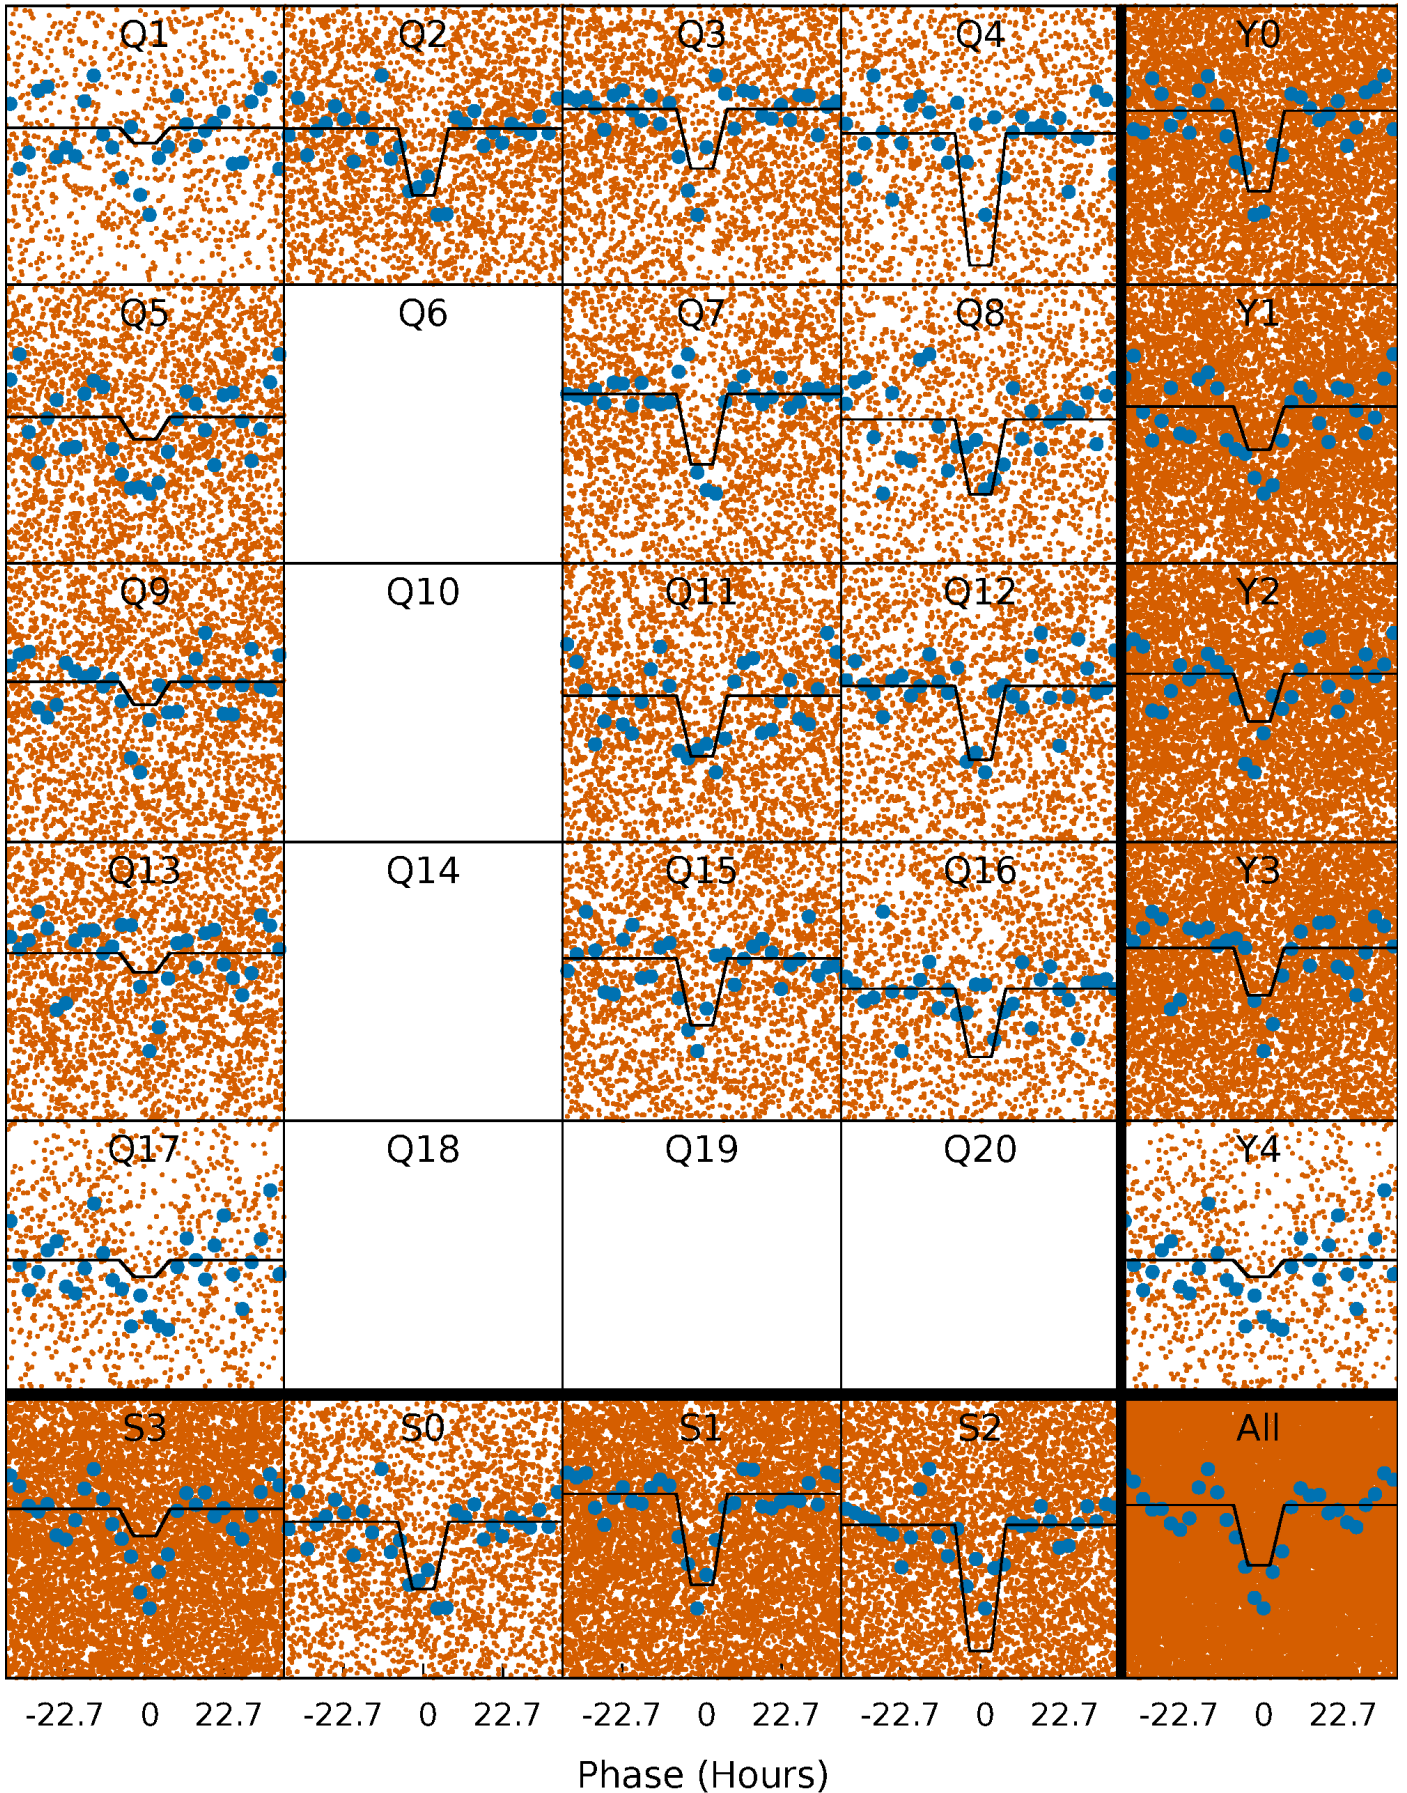 Q1 Q2 Q3 Q4 Y0
Q5 Q6 Q7 Q8 Y1
Q9 Q10 Q11 Q12 Y2
Q13 Q14 Q15 Q16 Y3
Q17 Q18 Q19 Q20 Y4
S3 S0 S1 S2 All
-22.7 0 22.7 -22.7 0 22.7 -22.7 0 22.7 -22.7 0 22.7 -22.7 0 22.7
Phase (Hours)